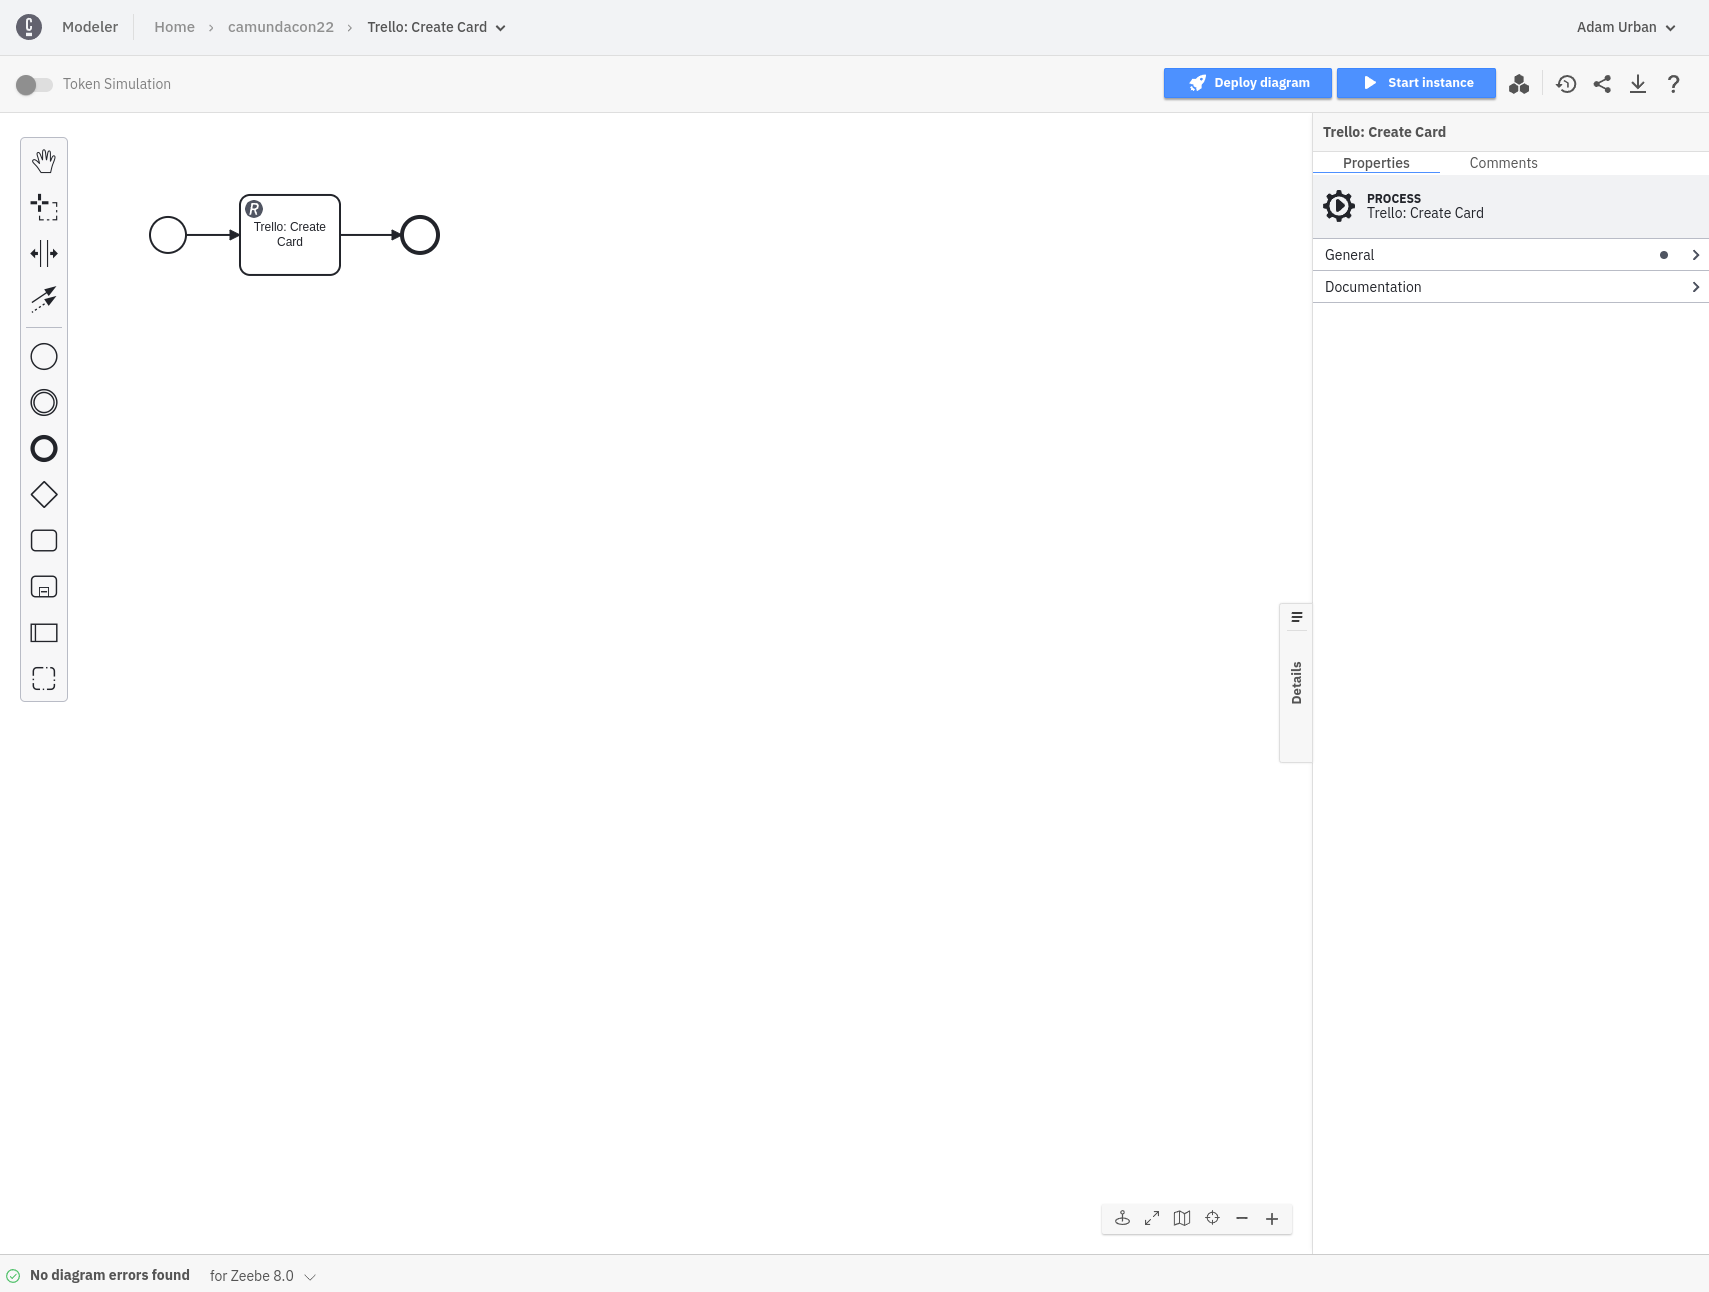 Modeler
Home > camundacon22 > Trello: Create Card
Adam Urban
Token Simulation
Deploy diagram
Start instance
?
Trello: Create Card
Properties
Comments
PROCESS
Trello: Create Card
General
Documentation
R
Trello: Create
Card
Details
No diagram errors found
for Zeebe 8.0